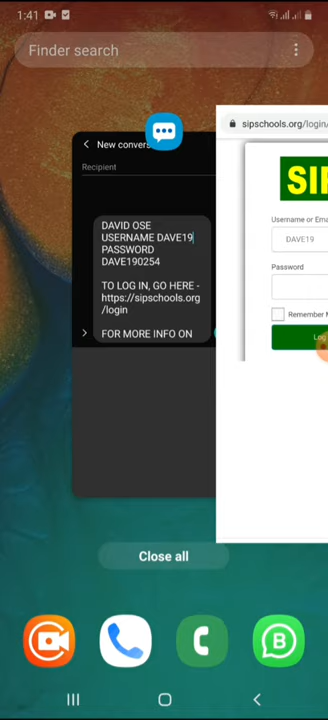 1:41
Finder search
New convers
Recipient
DAVID OSE
USERNAME DAVE19
PASSWORD
DAVE190254
TO LOG IN, GO HERE -
https://sipschools.org
/login
FOR MORE INFO ON
sipschools.org/login/
SIP
Username or Ema
DAVE19
Password
Remember M
Log
Close all